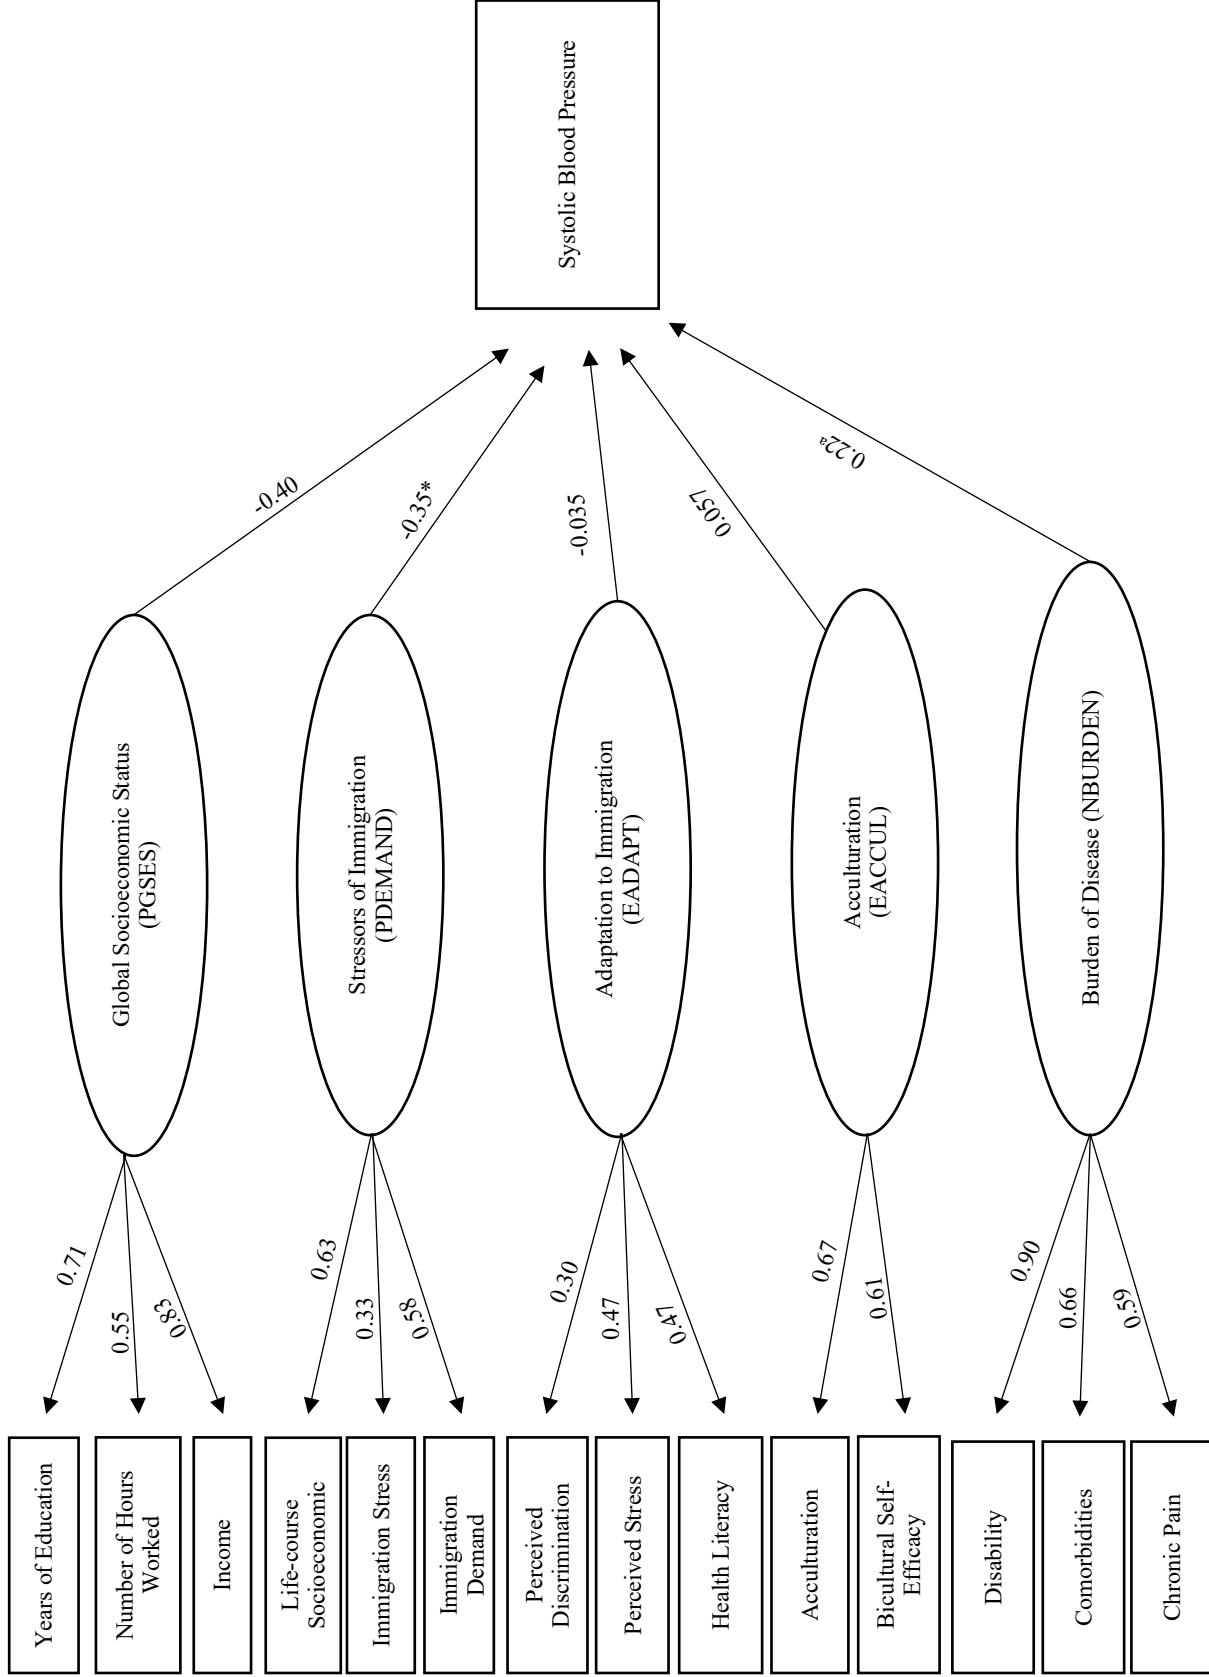 Years of Education
Number of Hours
Worked
Income
Life-course
Socioeconomic
Immigration Stress
Immigration
Demand
Perceived
Discrimination
Perceived Stress
Health Literacy
Acculturation
Bicultural Self-
Efficacy
Disability
Comorbidities
Chronic Pain
0.71
0.55
0.83
0.63
0.33
0.58
0.30
0.47
0.47
0.67
0.61
0.90
0.66
0.59
Global Socioeconomic Status
(PGSES)
Stressors of Immigration
(PDEMAND)
Adaptation to Immigration
(EADAPT)
Acculturation
(EACCUL)
Burden of Disease (NBURDEN)
-0.40
-0.35*
-0.035
0.057
0.22ᵃ
Systolic Blood Pressure